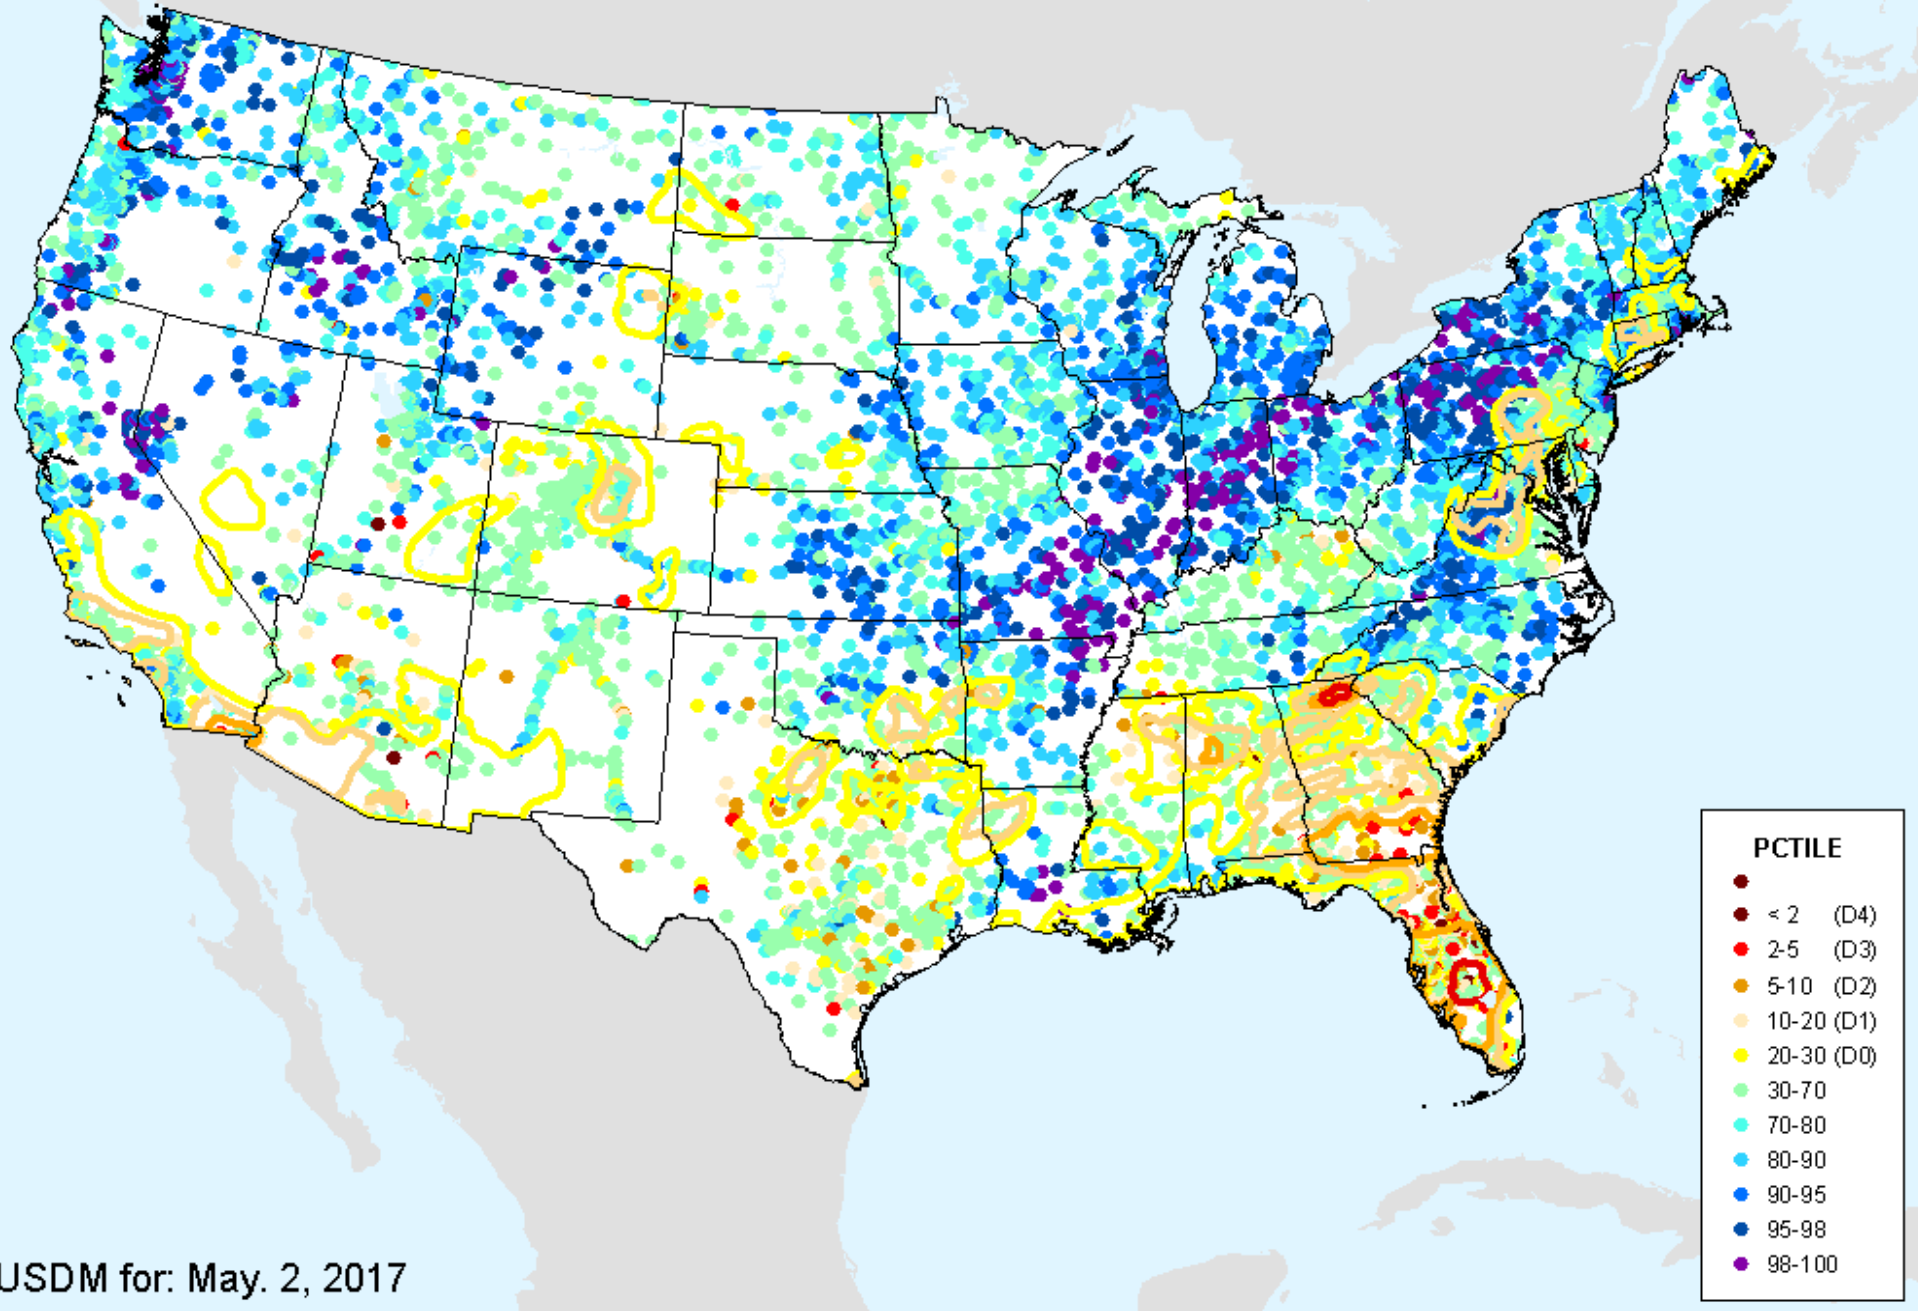 PCTILE
< 2 (D4)
2-5 (D3)
5-10 (D2)
10-20 (D1)
20-30 (D0)
30-70
70-80
80-90
90-95
95-98
98-100
USDM for: May. 2, 2017